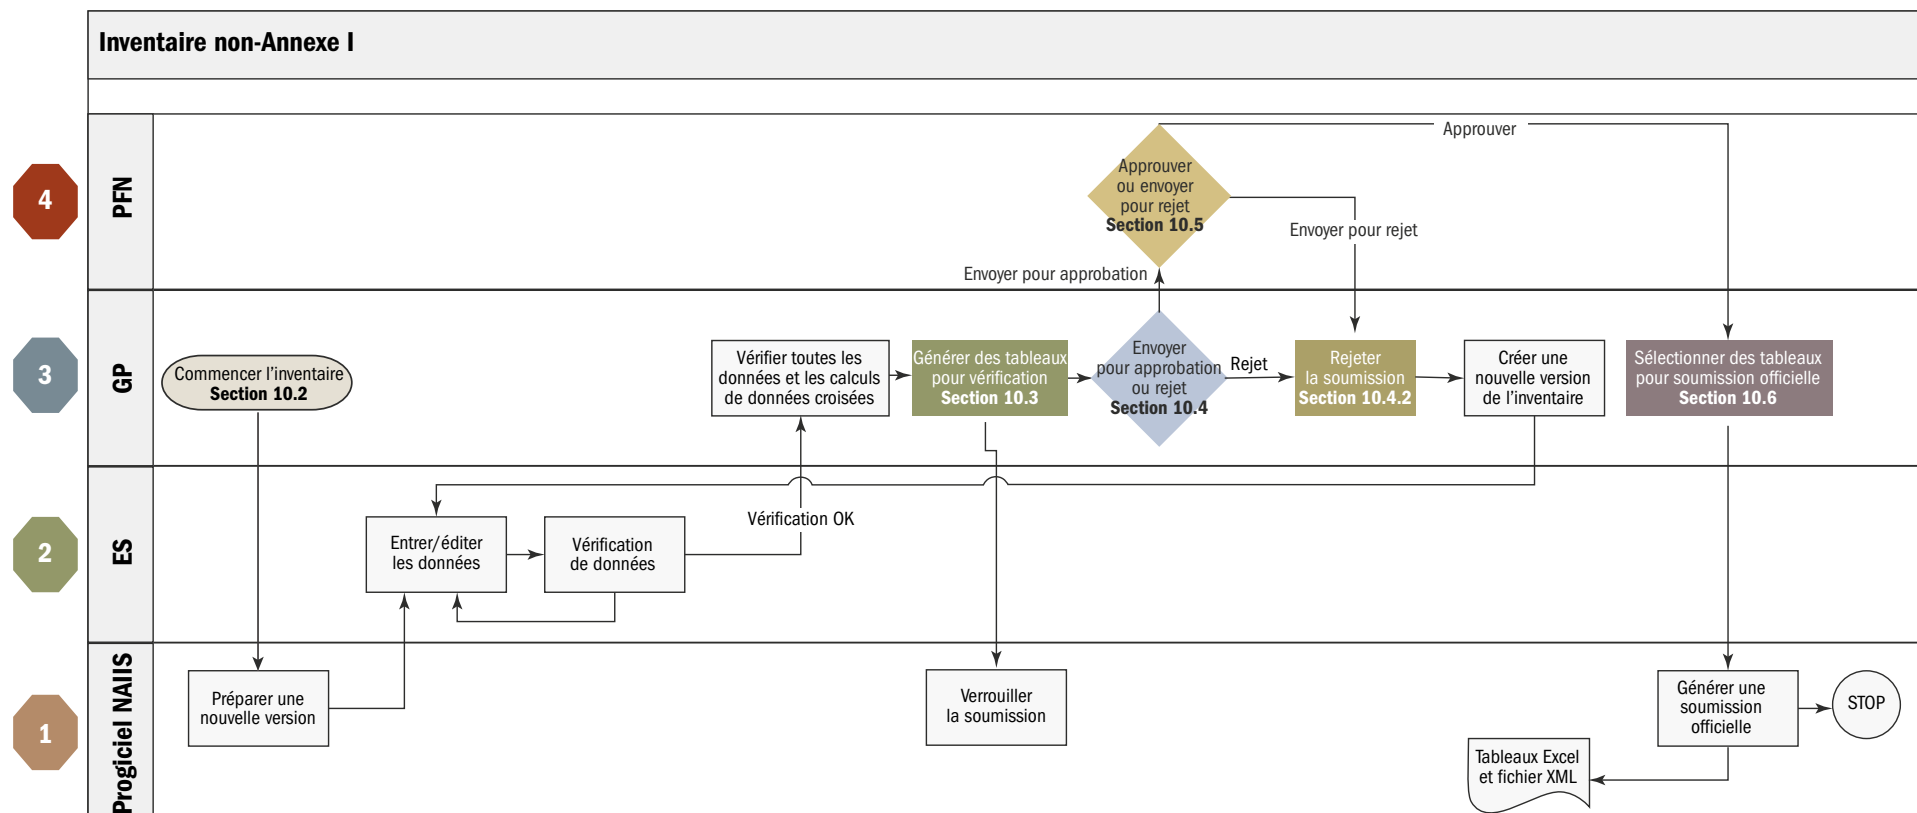 Inventaire non-Annexe I
4
PFN
Approuver
ou envoyer
pour rejet
Section 10.5
Approuver
Envoyer pour rejet
Envoyer pour approbation
3
GP
Commencer l’inventaire
Section 10.2
Vérifier toutes les
données et les calculs
de données croisées
Générer des tableaux
pour vérification
Section 10.3
Envoyer
pour approbation
ou rejet
Section 10.4
Rejet
Rejeter
la soumission
Section 10.4.2
Créer une
nouvelle version
de l’inventaire
Sélectionner des tableaux
pour soumission officielle
Section 10.6
2
ES
Entrer/éditer
les données
Vérification
de données
Vérification OK
1
Progiciel NAIIS
Préparer une
nouvelle version
Verrouiller
la soumission
Générer une
soumission
officielle
STOP
Tableaux Excel
et fichier XML